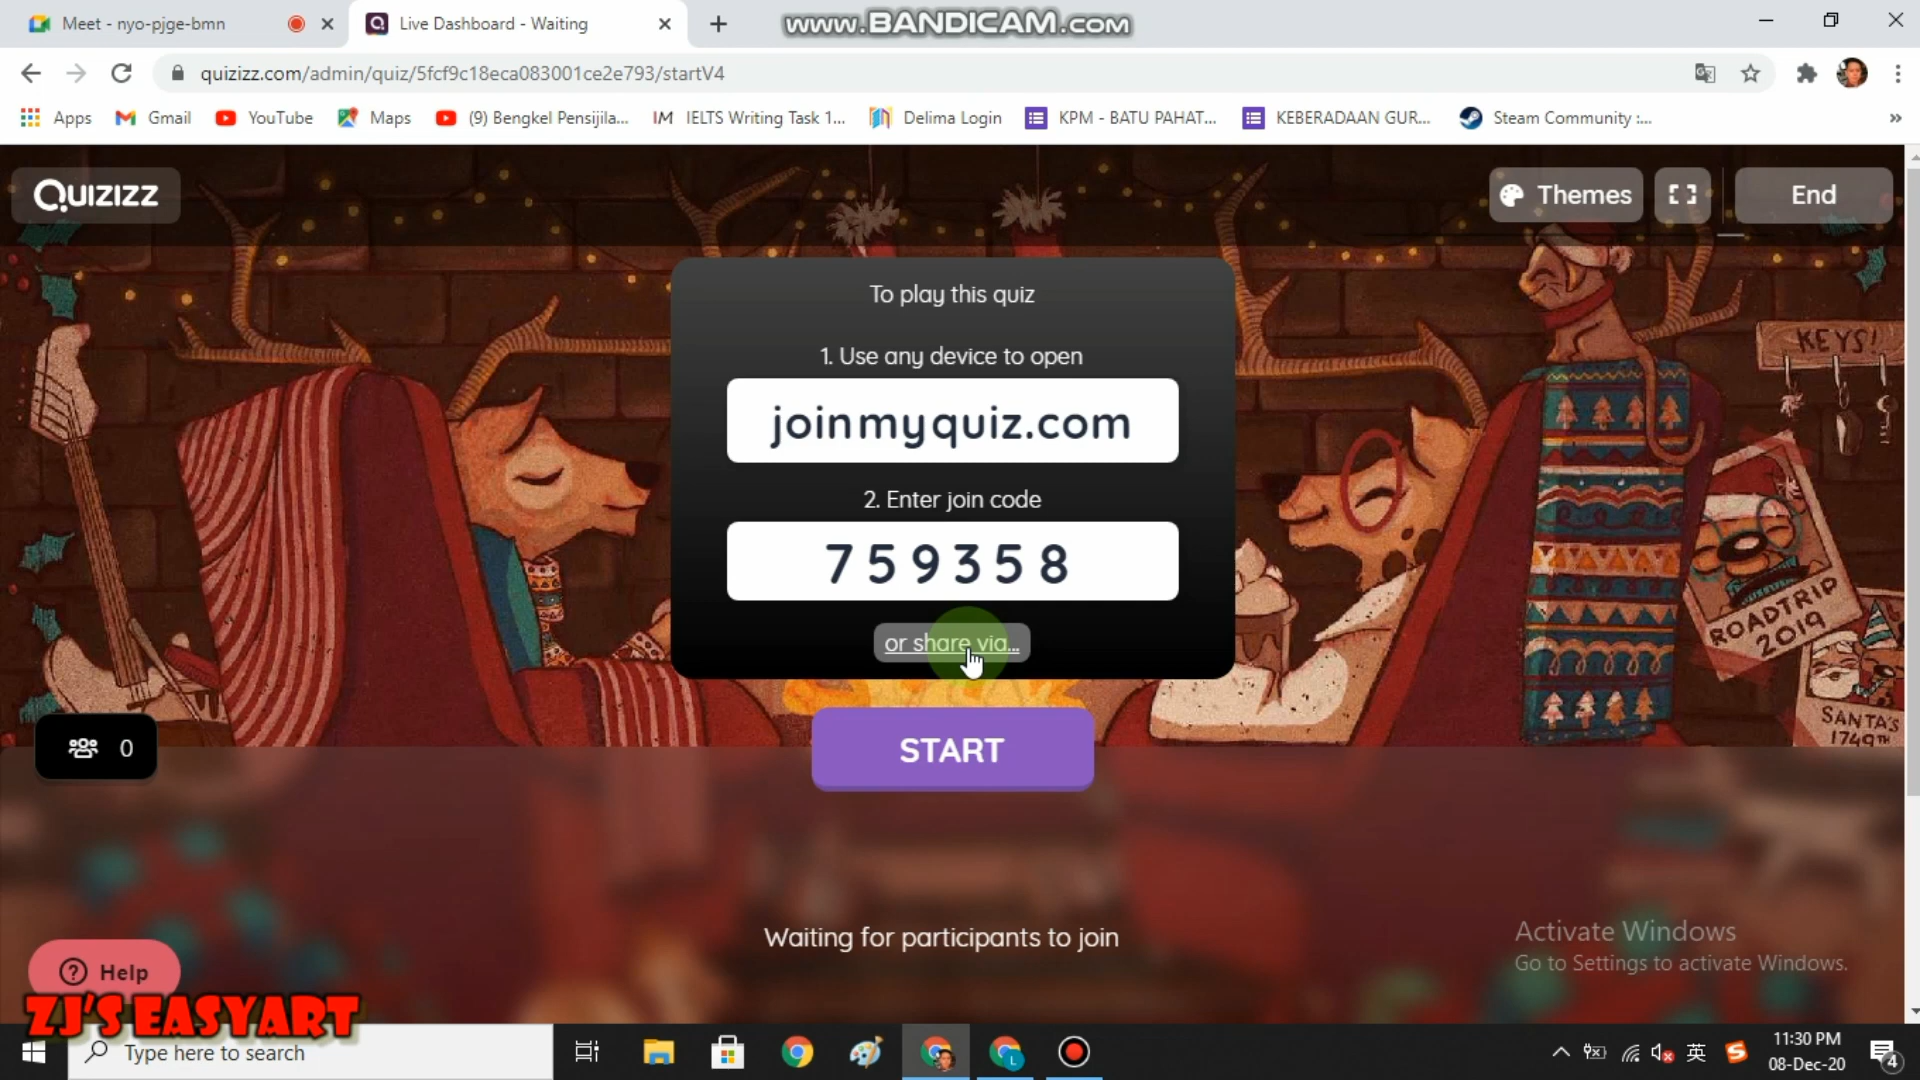 Meet - nyo-pjge-bmn
Live Dashboard - Waiting
www.BANDICAM.com
quizizz.com/admin/quiz/5fcf9c18eca083001ce2e793/startV4
Apps
Gmail
YouTube
Maps
(9) Bengkel Pensijila...
IM IELTS Writing Task 1...
Delima Login
KPM - BATU PAHAT...
KEBERADAAN GUR...
Steam Community :...
»
Quizizz
Themes
End
To play this quiz
1. Use any device to open
joinmyquiz.com
2. Enter join code
759358
or share via...
KEYS!
ROADTRIP
2019
SANTA'S
1749TH
0
START
Waiting for participants to join
Activate Windows
Go to Settings to activate Windows.
Help
ZJ'S EASYART
Type here to search
英
11:30 PM
08-Dec-20
4